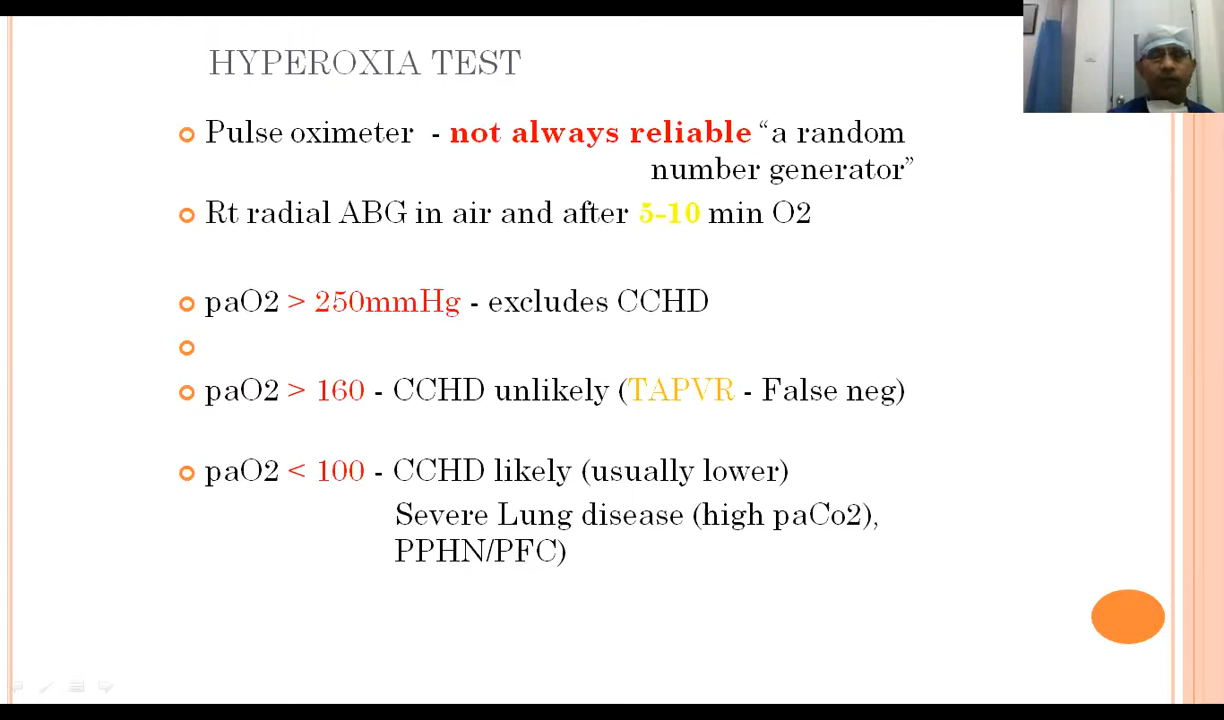 HYPEROXIA TEST
Pulse oximeter - not always reliable “a random
number generator”
Rt radial ABG in air and after 5-10 min O2
paO2 > 250mmHg - excludes CCHD
paO2 > 160 - CCHD unlikely (TAPVR - False neg)
paO2 < 100 - CCHD likely (usually lower)
Severe Lung disease (high paCo2),
PPHN/PFC)